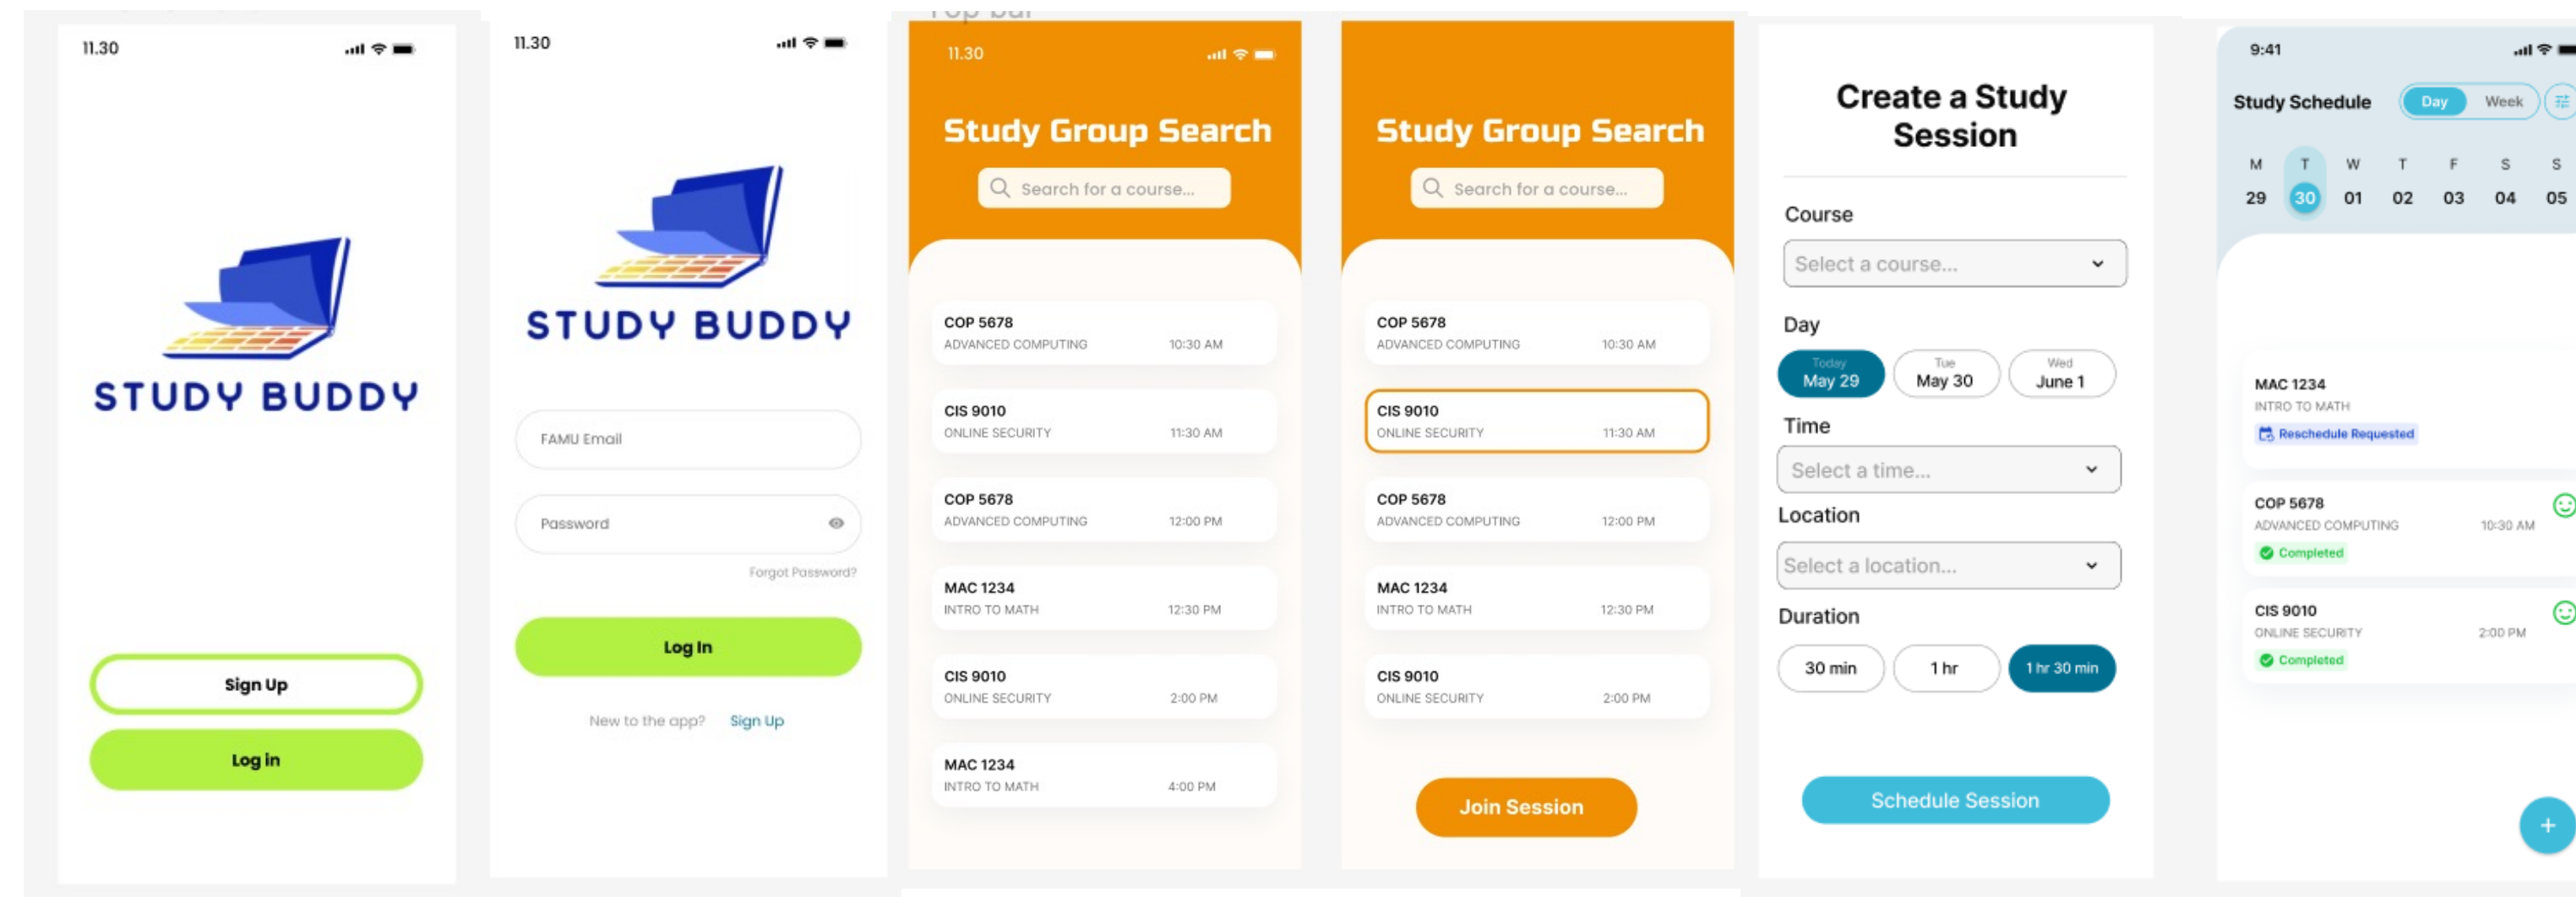 11.30
STUDY BUDDY
Sign Up
Log in
11.30
STUDY BUDDY
FAMU Email
Password
Forgot Password?
Log In
New to the app? Sign Up
Top bar
11.30
Study Group Search
Search for a course...
COP 5678
ADVANCED COMPUTING 10:30 AM
CIS 9010
ONLINE SECURITY 11:30 AM
COP 5678
ADVANCED COMPUTING 12:00 PM
MAC 1234
INTRO TO MATH 12:30 PM
CIS 9010
ONLINE SECURITY 2:00 PM
MAC 1234
INTRO TO MATH 4:00 PM
Study Group Search
Search for a course...
COP 5678
ADVANCED COMPUTING 10:30 AM
CIS 9010
ONLINE SECURITY 11:30 AM
COP 5678
ADVANCED COMPUTING 12:00 PM
MAC 1234
INTRO TO MATH 12:30 PM
CIS 9010
ONLINE SECURITY 2:00 PM
Join Session
Create a Study
Session
Course
Select a course...
Day
Today Tue Wed
May 29 May 30 June 1
Time
Select a time...
Location
Select a location...
Duration
30 min 1 hr 1 hr 30 min
Schedule Session
9:41
Study Schedule Day Week
M T W T F S S
29 30 01 02 03 04 05
MAC 1234
INTRO TO MATH
Reschedule Requested
COP 5678
ADVANCED COMPUTING 10:30 AM
Completed
CIS 9010
ONLINE SECURITY 2:00 PM
Completed
+